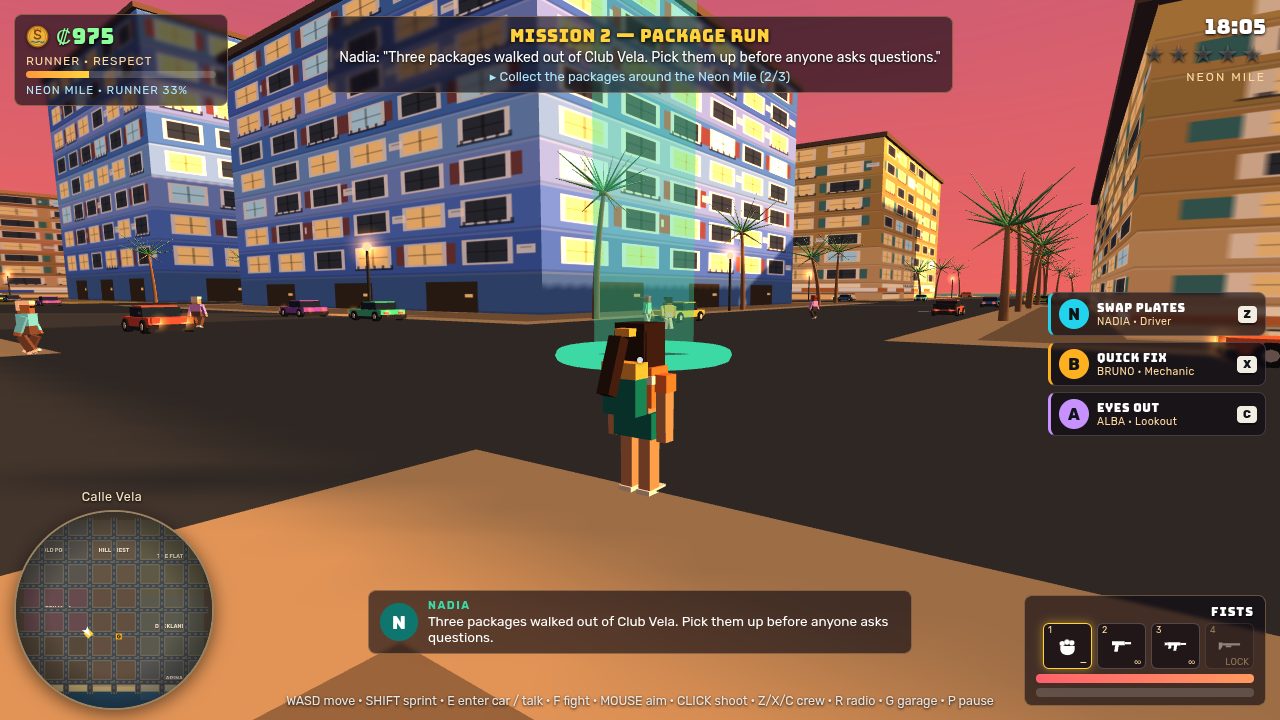 ₡975
RUNNER • RESPECT
NEON MILE • RUNNER 33%
MISSION 2 — PACKAGE RUN
Nadia: "Three packages walked out of Club Vela. Pick them up before anyone asks questions."
▸ Collect the packages around the Neon Mile (2/3)
18:05
NEON MILE
N
SWAP PLATES
NADIA • Driver
Z
B
QUICK FIX
BRUNO • Mechanic
X
A
EYES OUT
ALBA • Lookout
C
Calle Vela
HILL
EST
FLAT
NADIA
N
Three packages walked out of Club Vela. Pick them up before anyone asks
questions.
FISTS
1
2
3
4
–
∞
∞
LOCK
WASD move • SHIFT sprint • E enter car / talk • F fight • MOUSE aim • CLICK shoot • Z/X/C crew • R radio • G garage • P pause